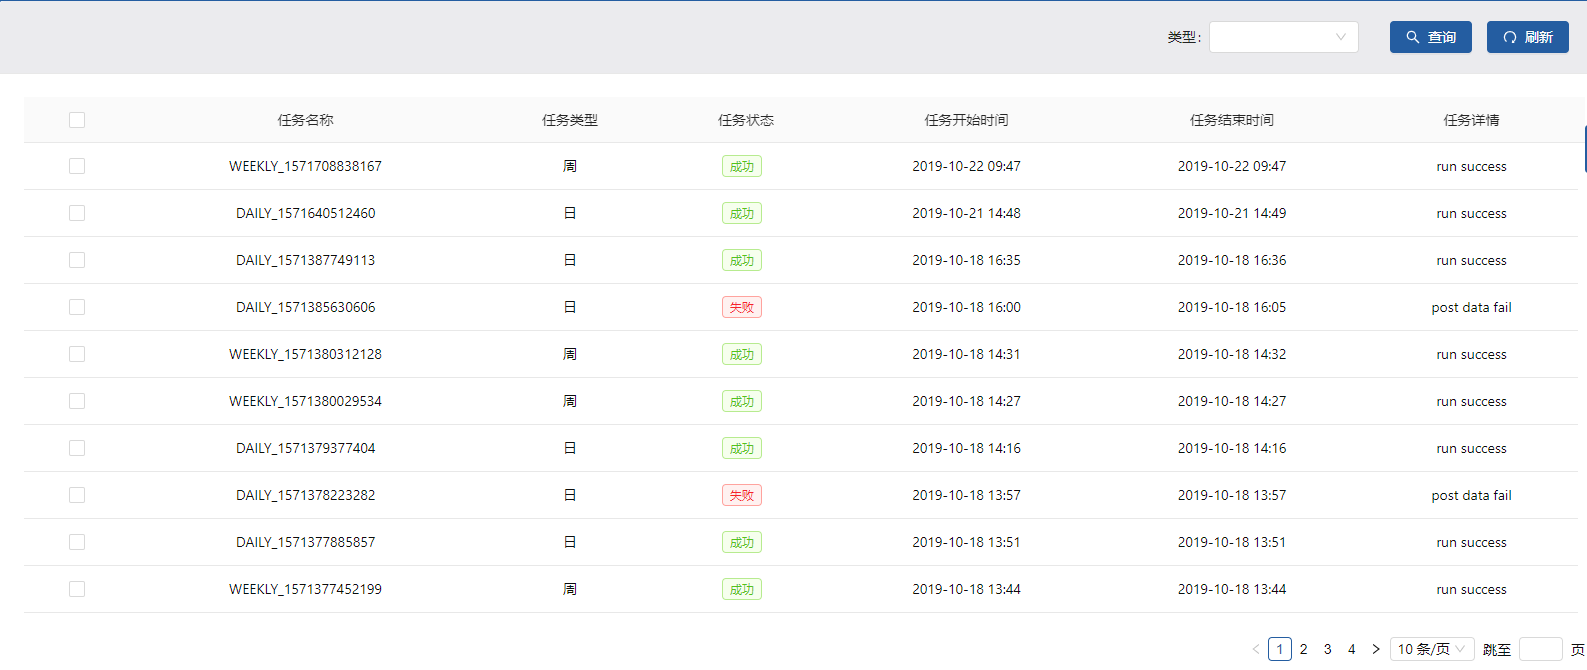 类型: 查询 刷新
任务名称 任务类型 任务状态 任务开始时间 任务结束时间 任务详情
WEEKLY_1571708838167 周 成功 2019-10-22 09:47 2019-10-22 09:47 run success
DAILY_1571640512460 日 成功 2019-10-21 14:48 2019-10-21 14:49 run success
DAILY_1571387749113 日 成功 2019-10-18 16:35 2019-10-18 16:36 run success
DAILY_1571385630606 日 失败 2019-10-18 16:00 2019-10-18 16:05 post data fail
WEEKLY_1571380312128 周 成功 2019-10-18 14:31 2019-10-18 14:32 run success
WEEKLY_1571380029534 周 成功 2019-10-18 14:27 2019-10-18 14:27 run success
DAILY_1571379377404 日 成功 2019-10-18 14:16 2019-10-18 14:16 run success
DAILY_1571378223282 日 失败 2019-10-18 13:57 2019-10-18 13:57 post data fail
DAILY_1571377885857 日 成功 2019-10-18 13:51 2019-10-18 13:51 run success
WEEKLY_1571377452199 周 成功 2019-10-18 13:44 2019-10-18 13:44 run success
1 2 3 4 10 条/页 跳至 页